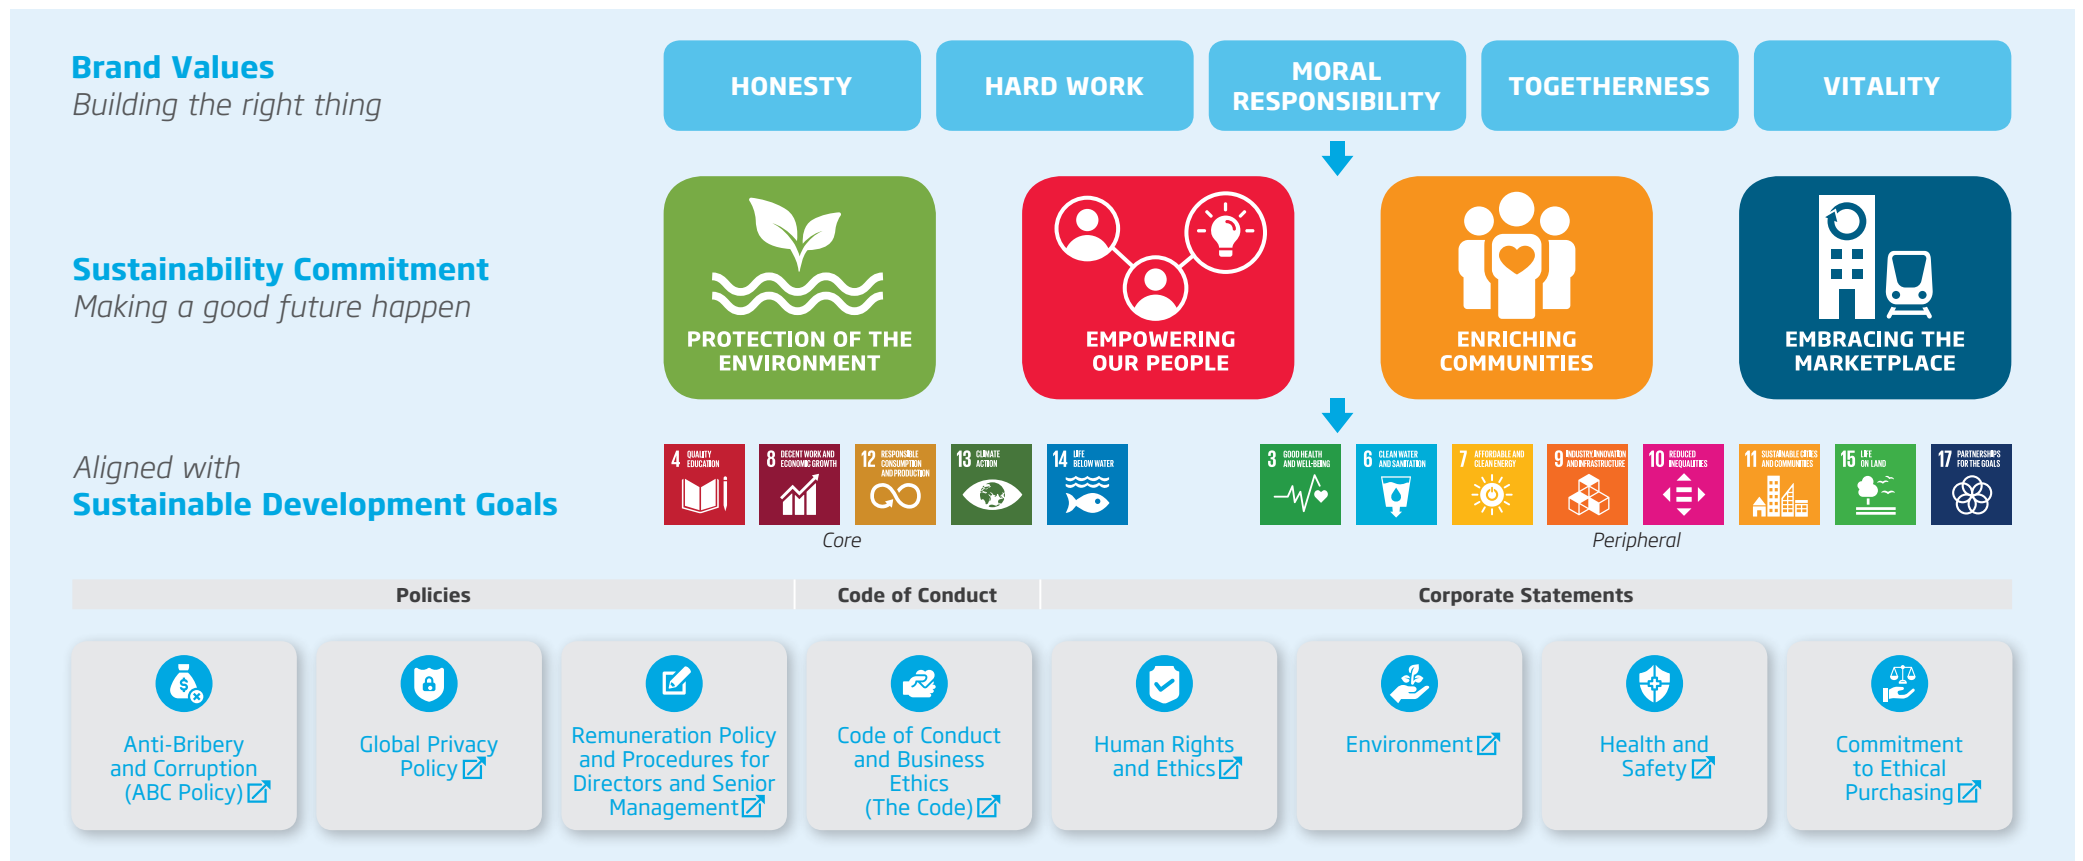 Brand Values
Building the right thing
HONESTY
HARD WORK
MORAL
RESPONSIBILITY
TOGETHERNESS
VITALITY
Sustainability Commitment
Making a good future happen
PROTECTION OF THE
ENVIRONMENT
EMPOWERING
OUR PEOPLE
ENRICHING
COMMUNITIES
EMBRACING THE
MARKETPLACE
Aligned with
Sustainable Development Goals
4 QUALITY
EDUCATION
8 DECENT WORK AND
ECONOMIC GROWTH
12 RESPONSIBLE
CONSUMPTION
AND PRODUCTION
13 CLIMATE
ACTION
14 LIFE
BELOW WATER
Core
3 GOOD HEALTH
AND WELL-BEING
6 CLEAN WATER
AND SANITATION
7 AFFORDABLE AND
CLEAN ENERGY
9 INDUSTRY, INNOVATION
AND INFRASTRUCTURE
10 REDUCED
INEQUALITIES
11 SUSTAINABLE CITIES
AND COMMUNITIES
15 LIFE
ON LAND
17 PARTNERSHIPS
FOR THE GOALS
Peripheral
Policies
Code of Conduct
Corporate Statements
Anti-Bribery
and Corruption
(ABC Policy)
Global Privacy
Policy
Remuneration Policy
and Procedures for
Directors and Senior
Management
Code of Conduct
and Business
Ethics
(The Code)
Human Rights
and Ethics
Environment
Health and
Safety
Commitment
to Ethical
Purchasing